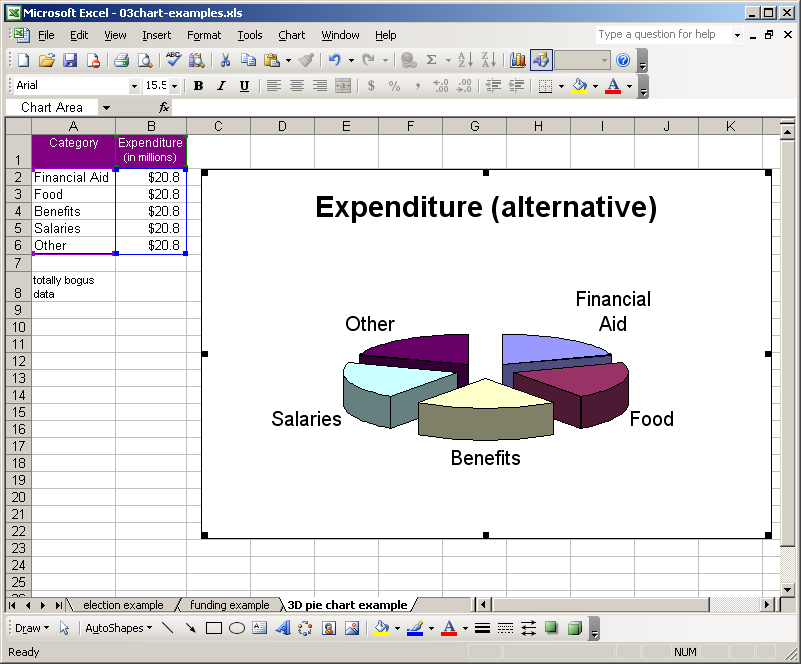 Microsoft Excel - 03chart-examples.xls
File Edit View Insert Format Tools Chart Window Help Type a question for help
Arial 15.5 B I U $ % ,
Chart Area fx
A B C D E F G H I J K
1 Category Expenditure
(in millions)
2 Financial Aid $20.8
3 Food $20.8
4 Benefits $20.8
5 Salaries $20.8
6 Other $20.8
7
8 totally bogus
data
9
10
11
12
13
14
15
16
17
18
19
20
21
22
23
24
25
26
Expenditure (alternative)
Financial
Aid
Other
Salaries
Food
Benefits
election example funding example 3D pie chart example
Draw AutoShapes
Ready NUM